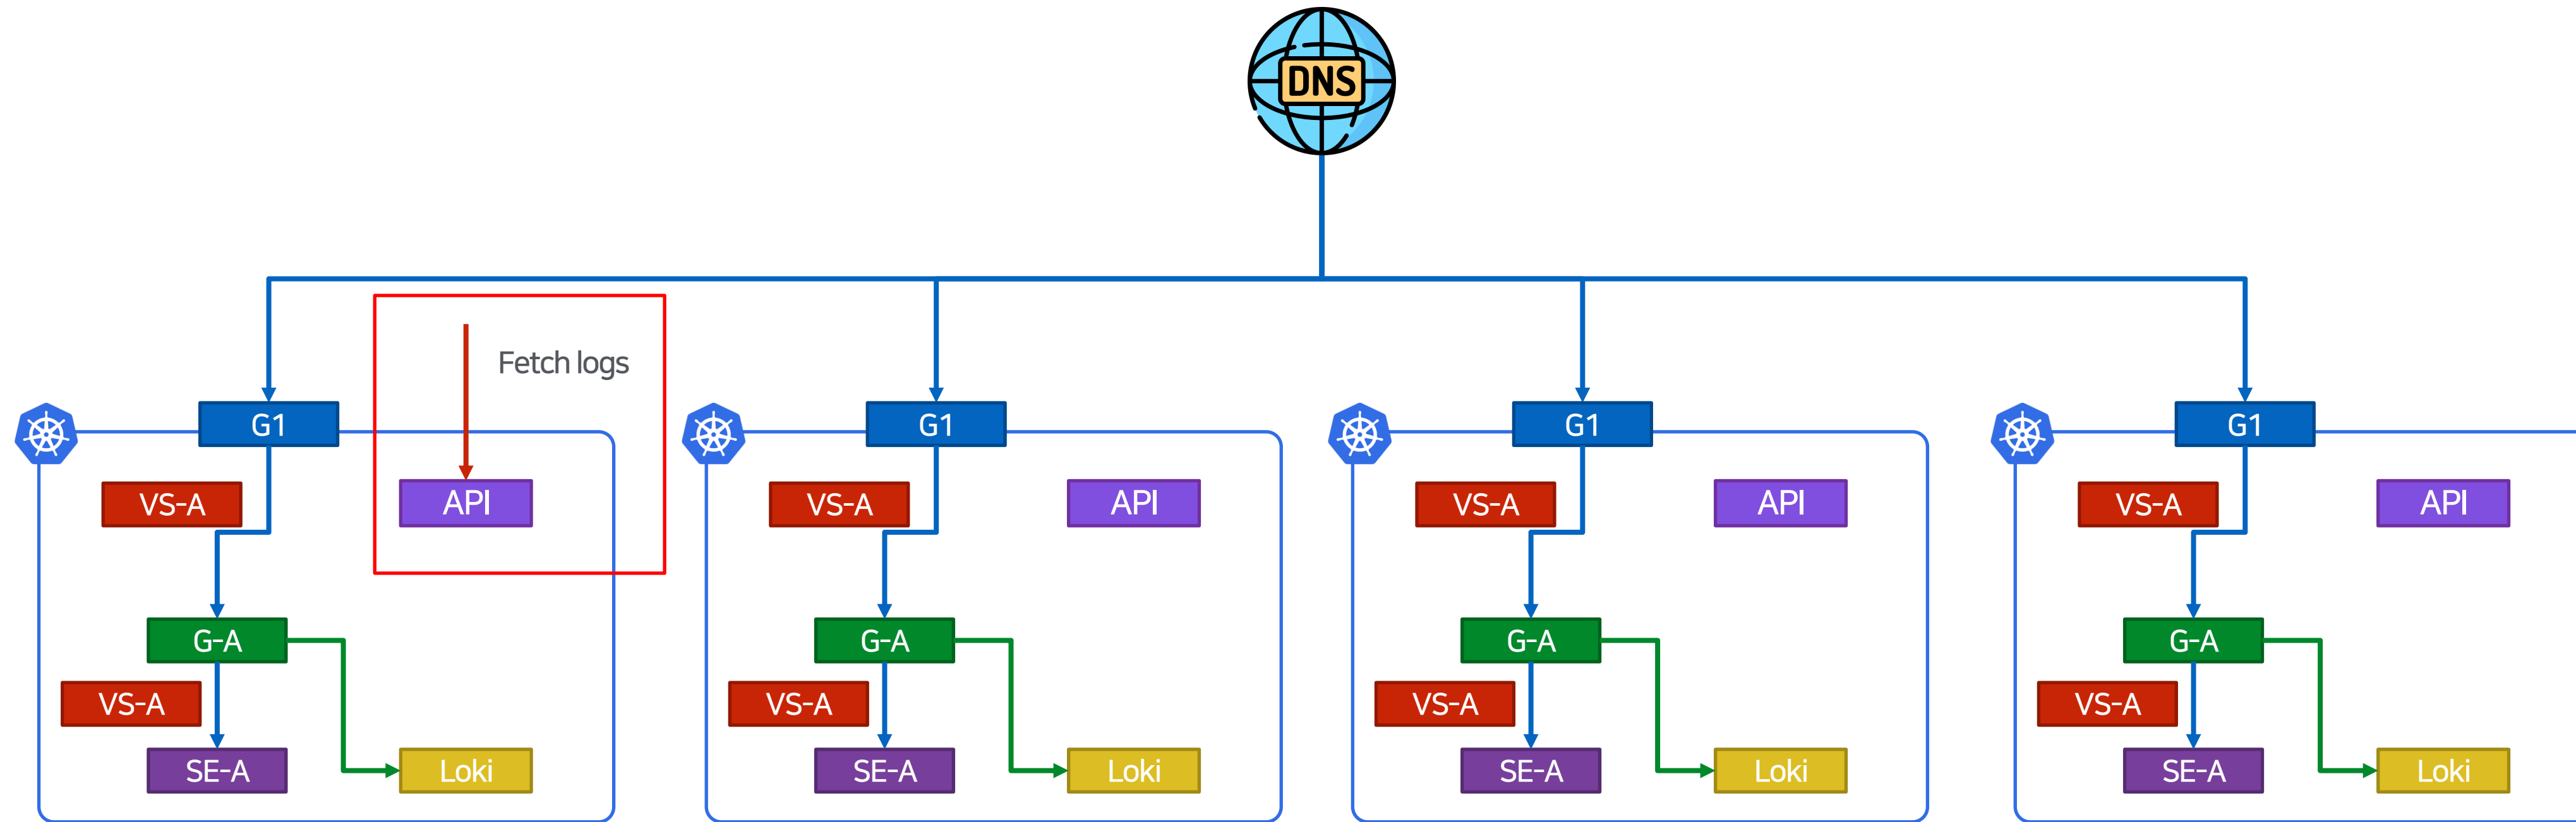 DNS
Fetch logs
G1
G1
G1
G1
VS-A
API
VS-A
API
VS-A
API
VS-A
API
G-A
G-A
G-A
G-A
VS-A
VS-A
VS-A
VS-A
SE-A
Loki
SE-A
Loki
SE-A
Loki
SE-A
Loki